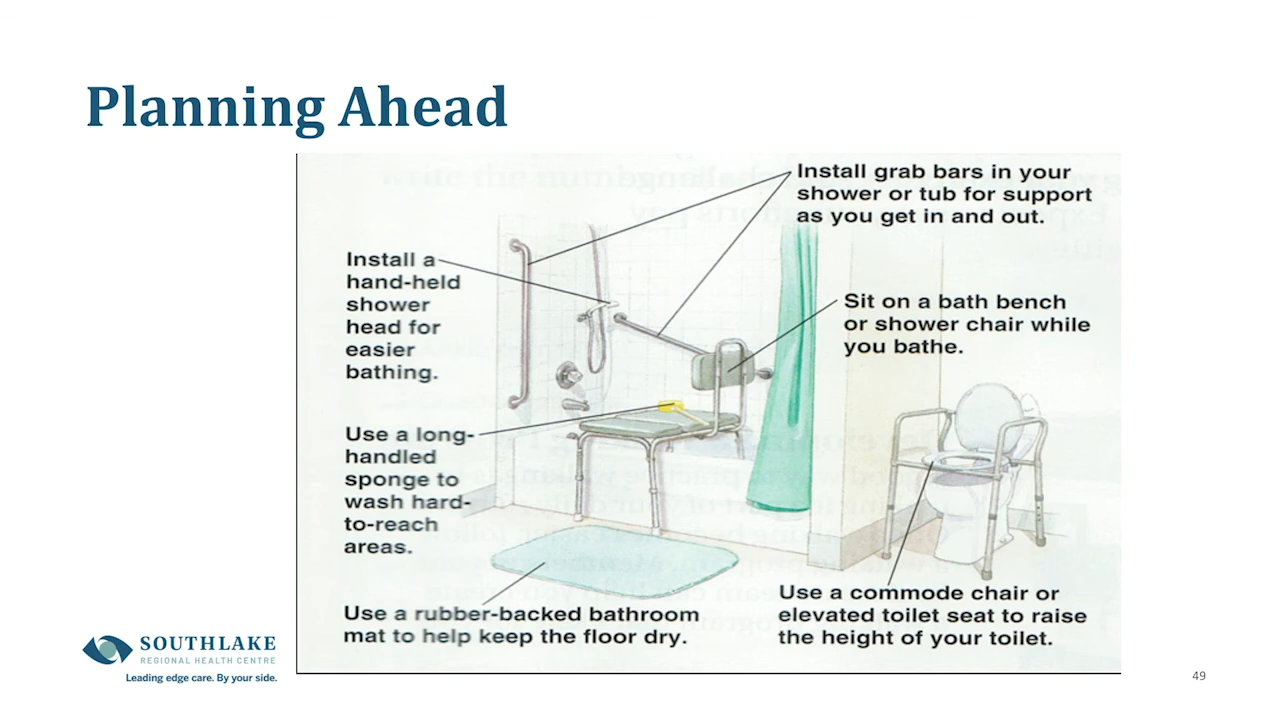 Planning Ahead
Install grab bars in your
shower or tub for support
as you get in and out.
Install a
hand-held
shower
head for
easier
bathing.
Sit on a bath bench
or shower chair while
you bathe.
Use a long-
handled
sponge to
wash hard-
to-reach
areas.
Use a rubber-backed bathroom
mat to help keep the floor dry.
Use a commode chair or
elevated toilet seat to raise
the height of your toilet.
SOUTHLAKE
REGIONAL HEALTH CENTRE
Leading edge care. By your side.
49